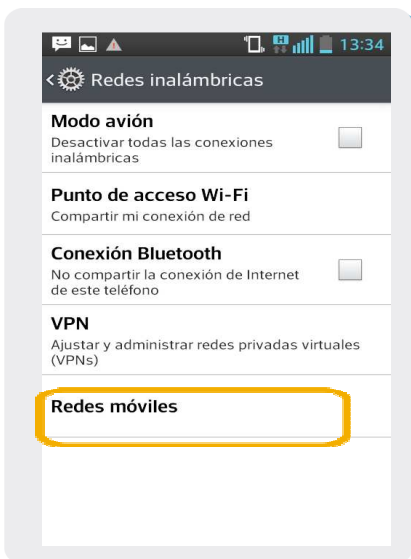 H 13:34
< Redes inalámbricas
Modo avión
Desactivar todas las conexiones
inalámbricas
Punto de acceso Wi-Fi
Compartir mi conexión de red
Conexión Bluetooth
No compartir la conexión de Internet
de este teléfono
VPN
Ajustar y administrar redes privadas virtuales
(VPNs)
Redes móviles